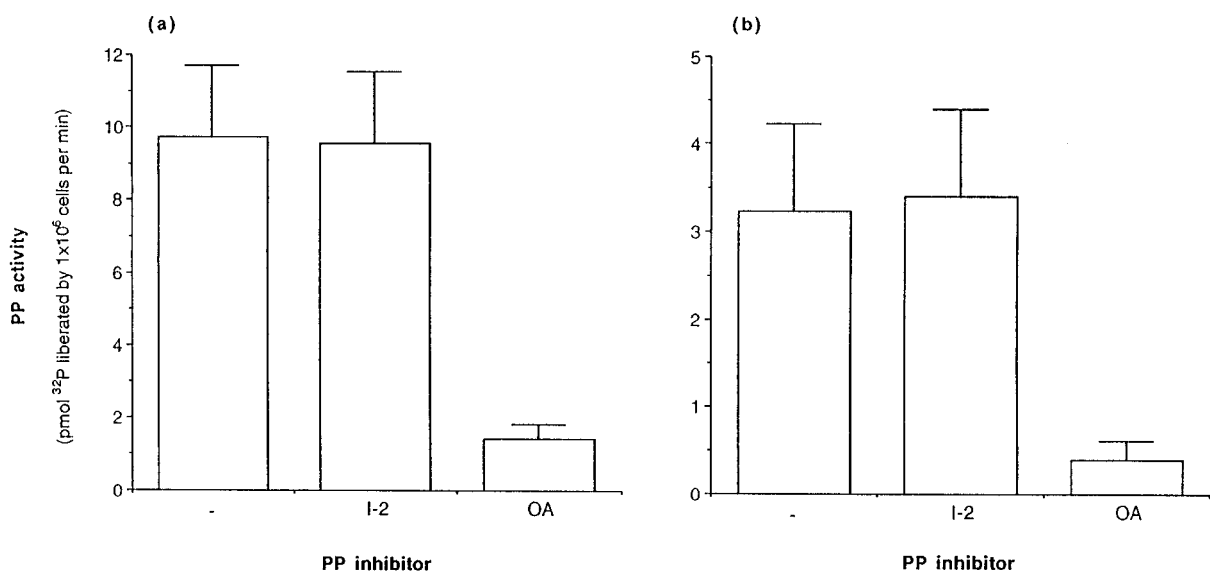 (a)
PP activity
(pmol ³²P liberated by 1x10⁶ cells per min)
12
10
8
6
4
2
0
-
I-2
OA
PP inhibitor
(b)
5
4
3
2
1
0
-
I-2
OA
PP inhibitor